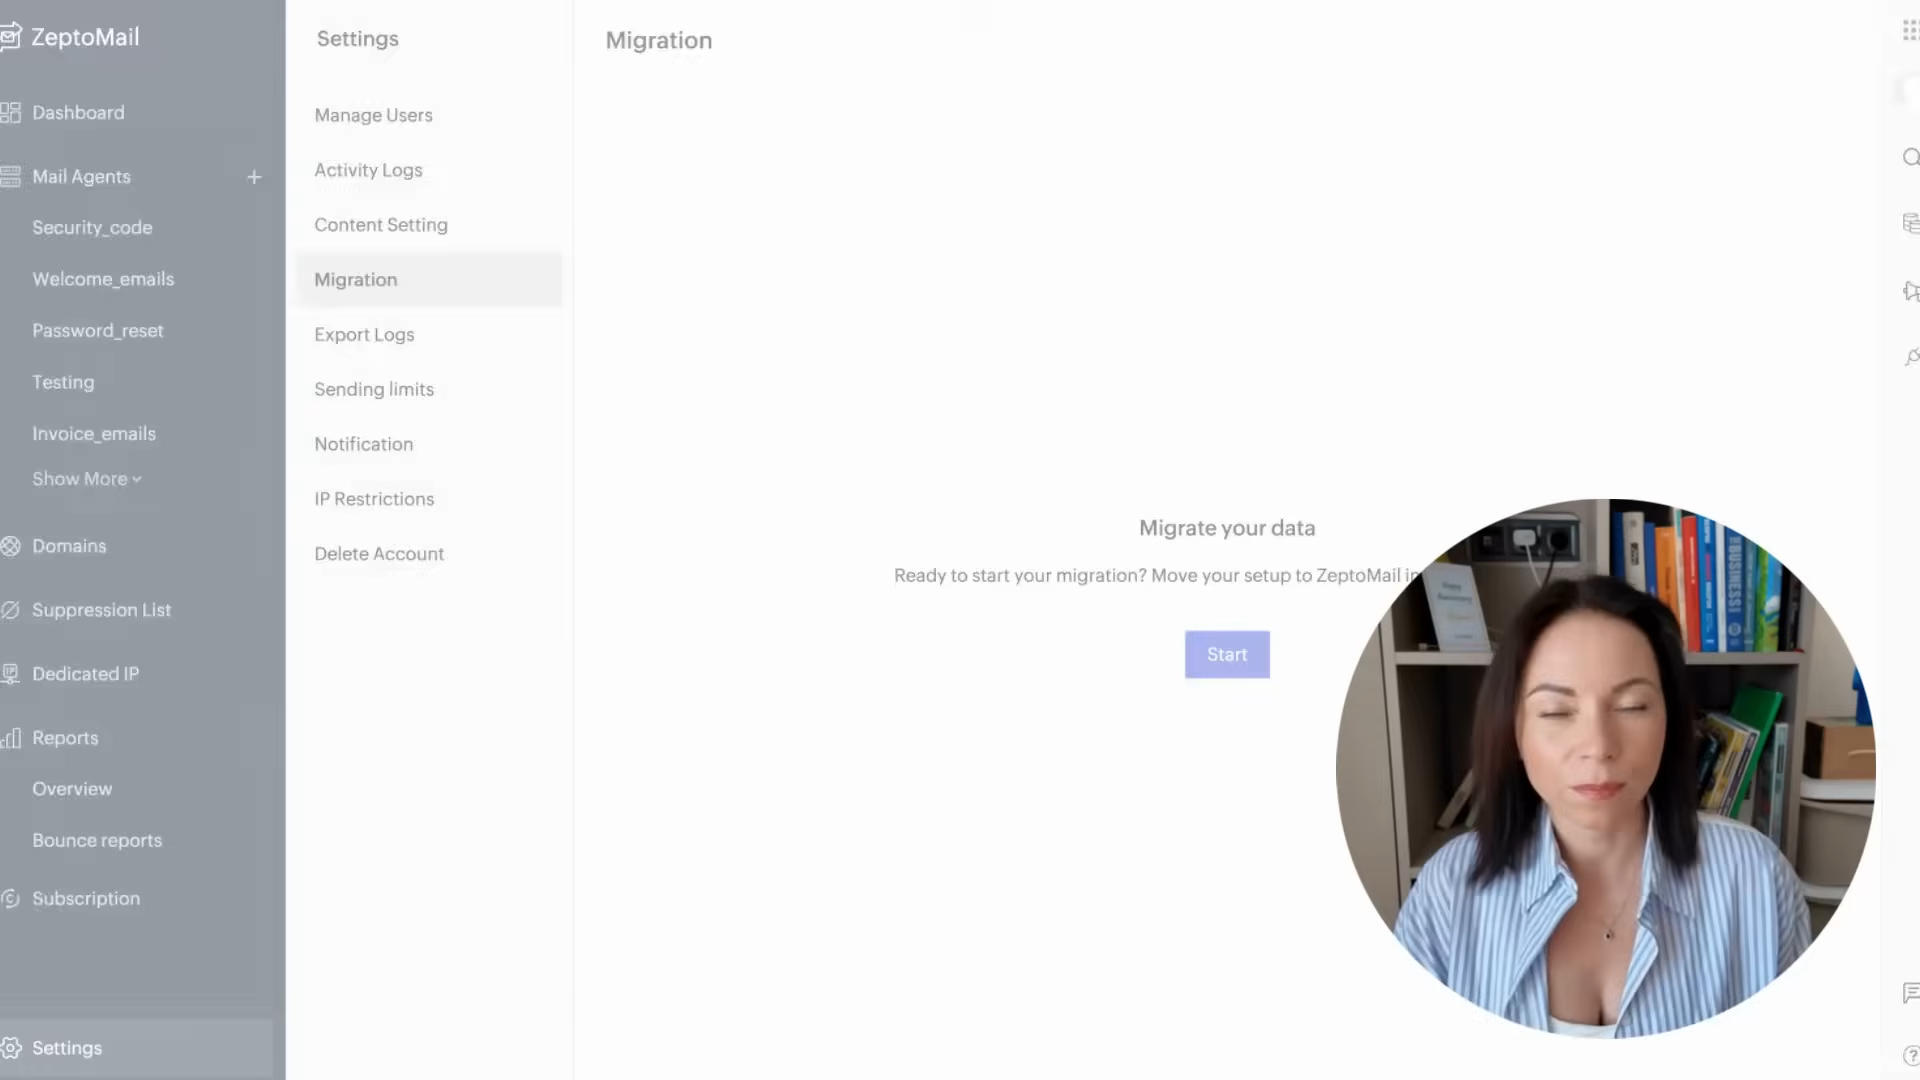 ZeptoMail
Dashboard
Mail Agents
Security_code
Welcome_emails
Password_reset
Testing
Invoice_emails
Show More
Domains
Suppression List
Dedicated IP
Reports
Overview
Bounce reports
Subscription
Settings
Settings
Manage Users
Activity Logs
Content Setting
Migration
Export Logs
Sending limits
Notification
IP Restrictions
Delete Account
Migration
Migrate your data
Ready to start your migration? Move your setup to ZeptoMail in
Start
BUSINESS!